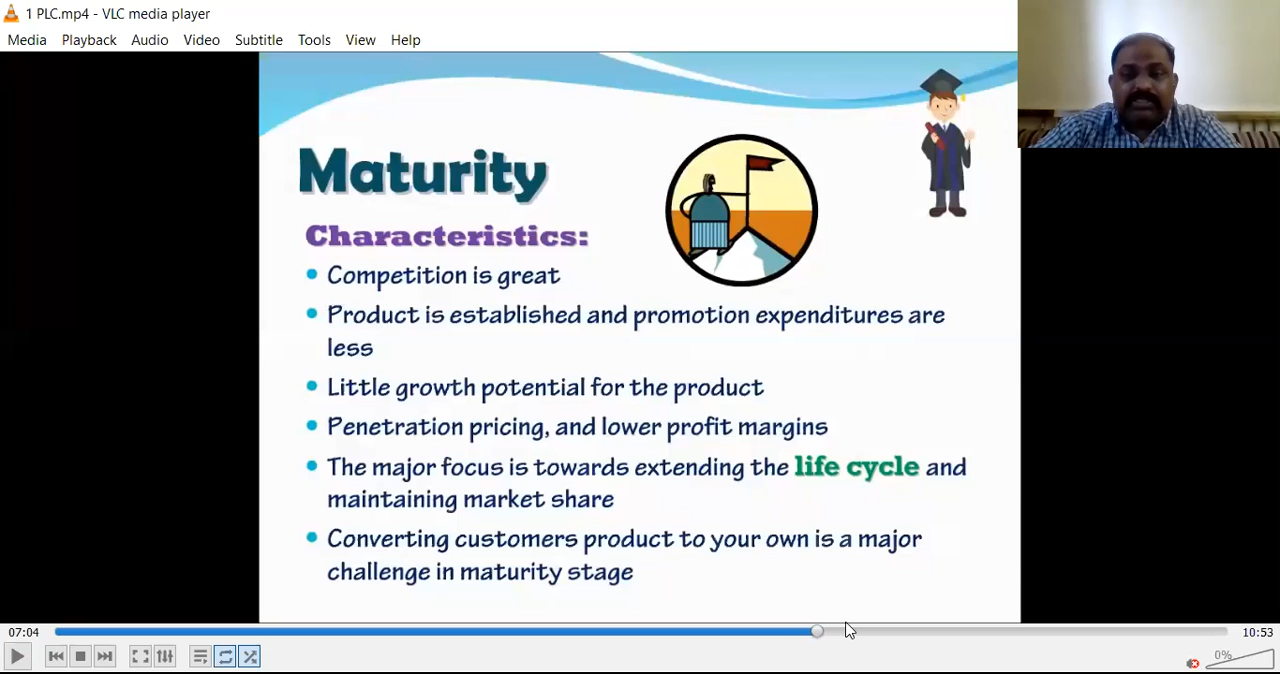 1 PLC.mp4 - VLC media player
Media Playback Audio Video Subtitle Tools View Help
Maturity
Characteristics:
• Competition is great
• Product is established and promotion expenditures are
less
• Little growth potential for the product
• Penetration pricing, and lower profit margins
• The major focus is towards extending the life cycle and
maintaining market share
• Converting customers product to your own is a major
challenge in maturity stage
07:04 10:53
0%